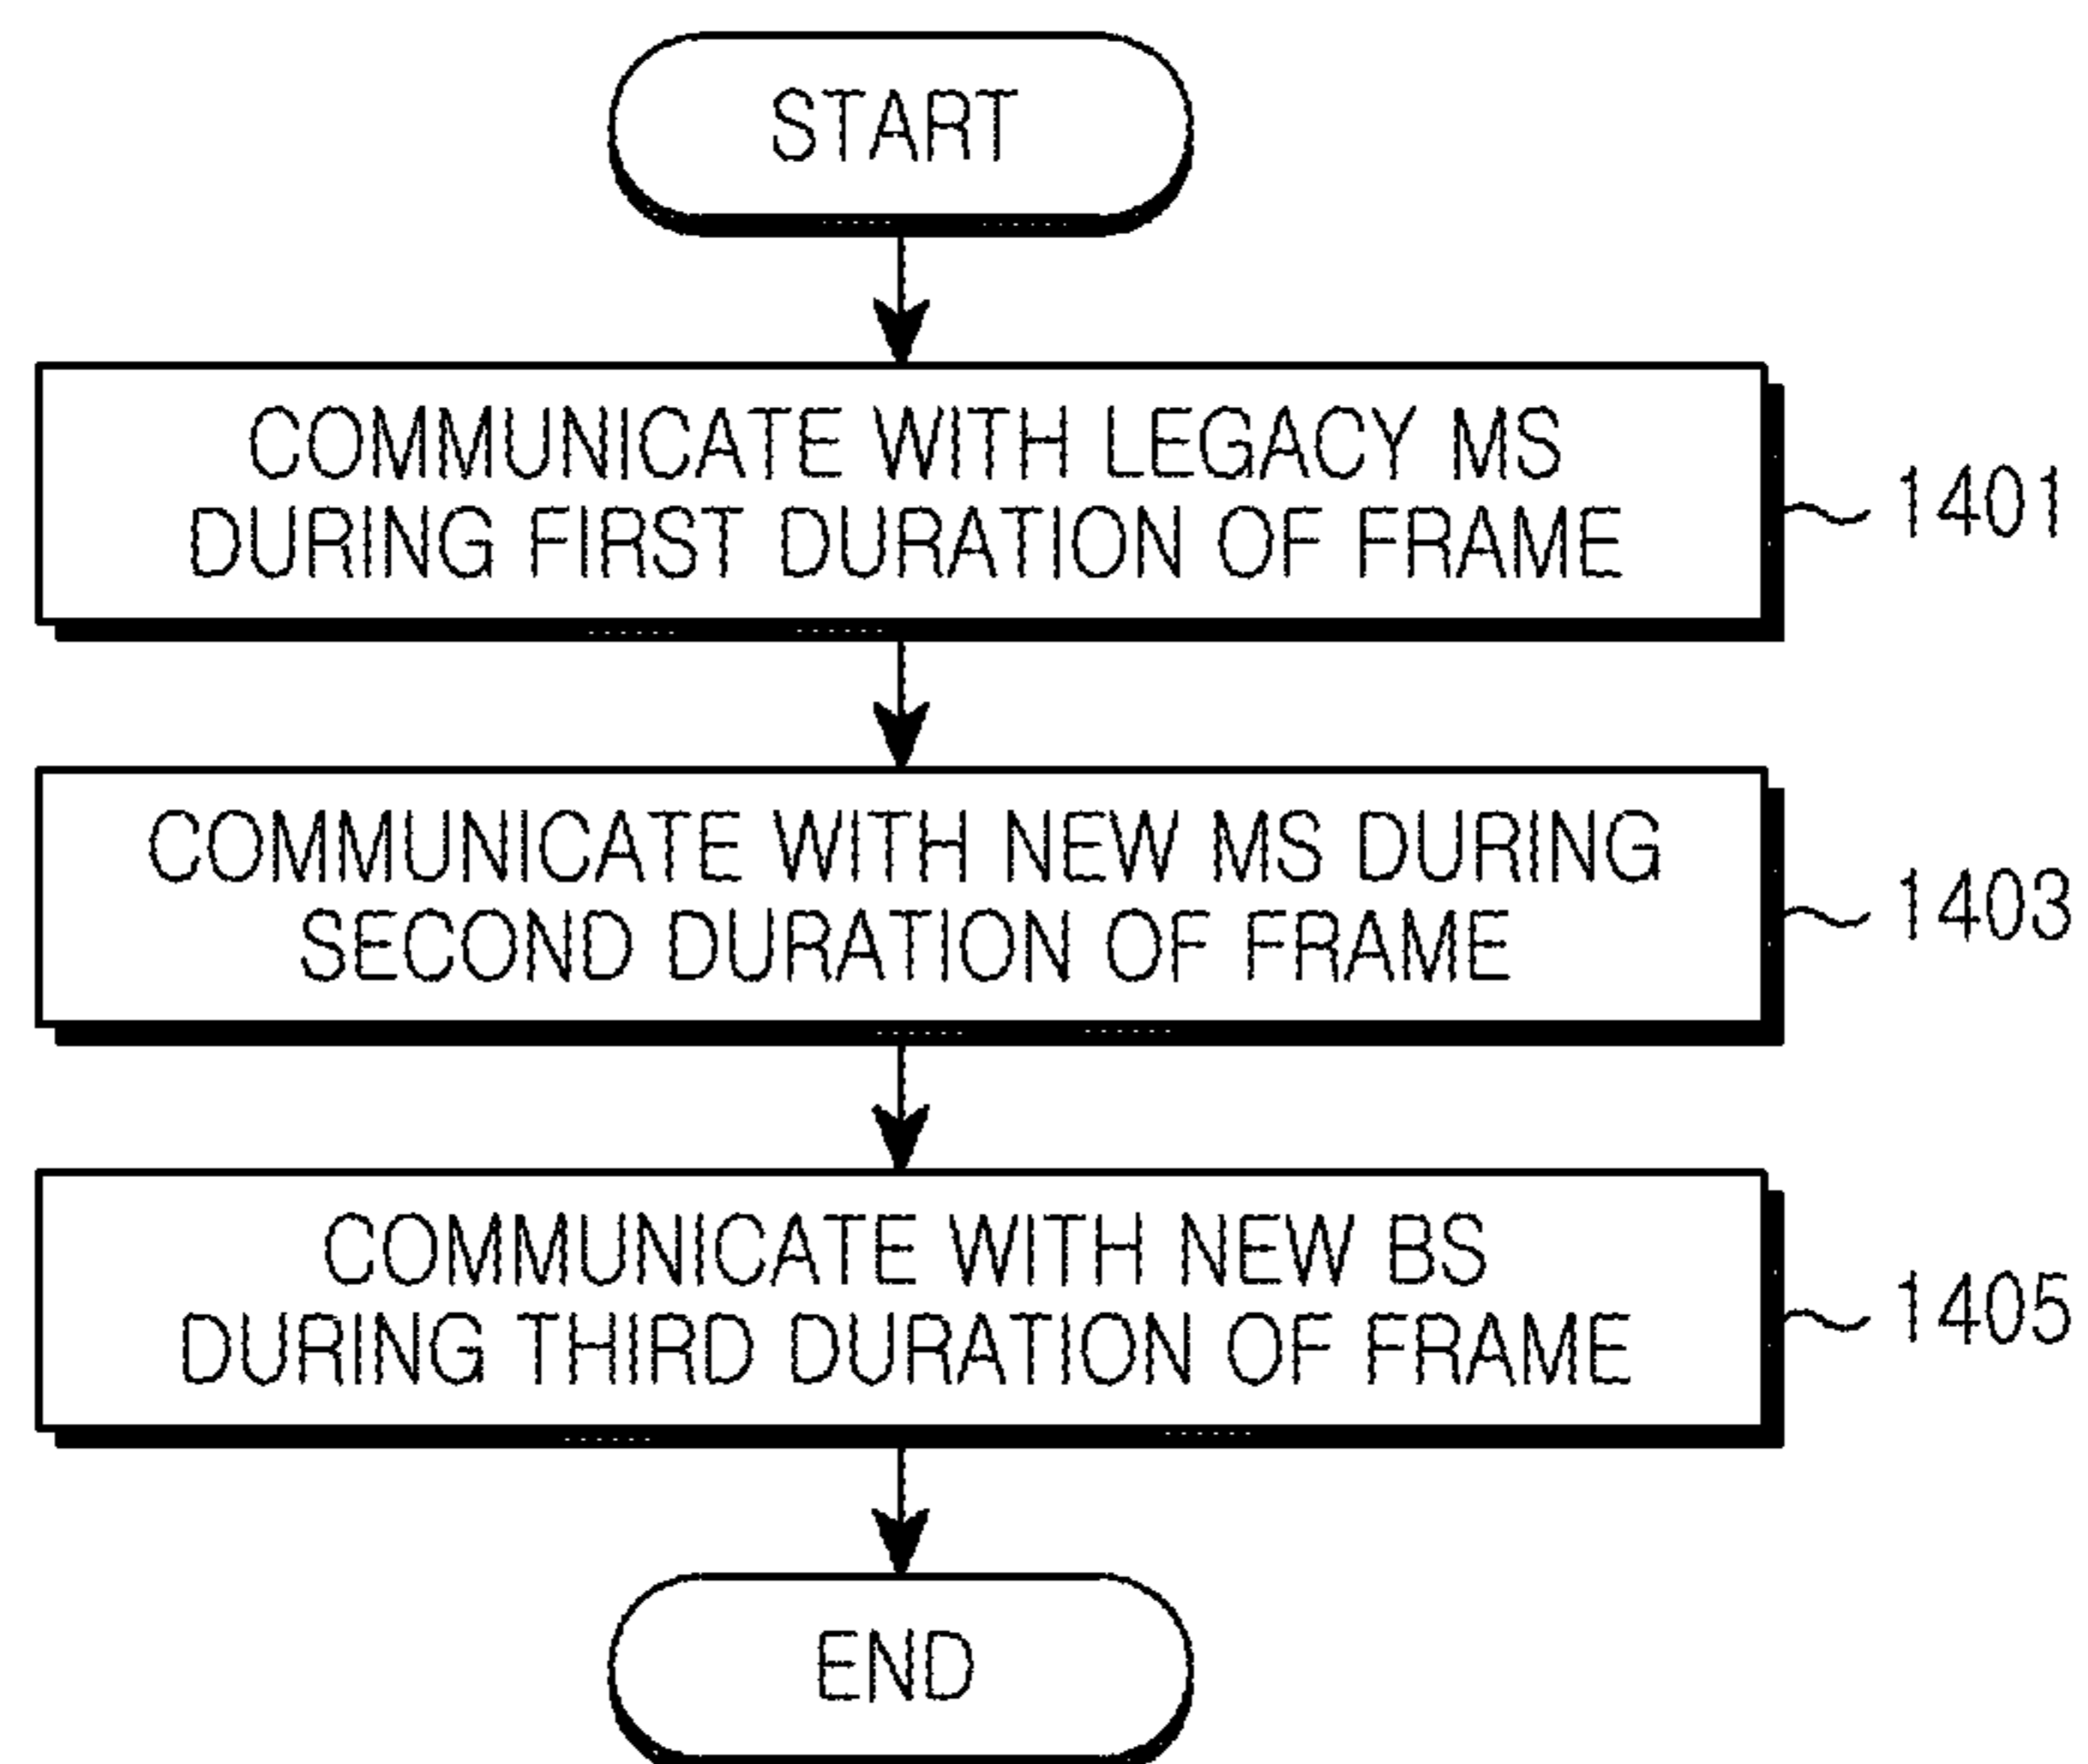 START
COMMUNICATE WITH LEGACY MS
DURING FIRST DURATION OF FRAME
1401
COMMUNICATE WITH NEW MS DURING
SECOND DURATION OF FRAME
1403
COMMUNICATE WITH NEW BS
DURING THIRD DURATION OF FRAME
1405
END